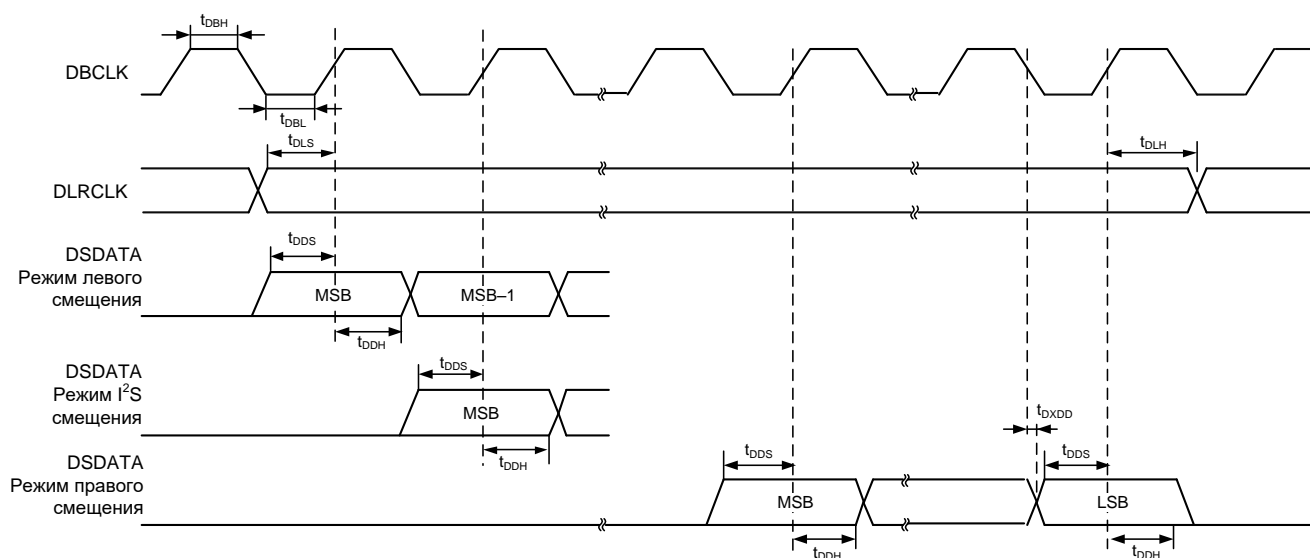 tDBH
DBCLK
tDBL
tDLS
tDLH
DLRCLK
DSDATA
Режим левого
смещения
tDDS
MSB
MSB–1
tDDH
DSDATA
Режим I²S
смещения
tDDS
MSB
tDDH
tDXDD
DSDATA
Режим правого
смещения
tDDS
MSB
tDDH
tDDS
LSB
tDDH